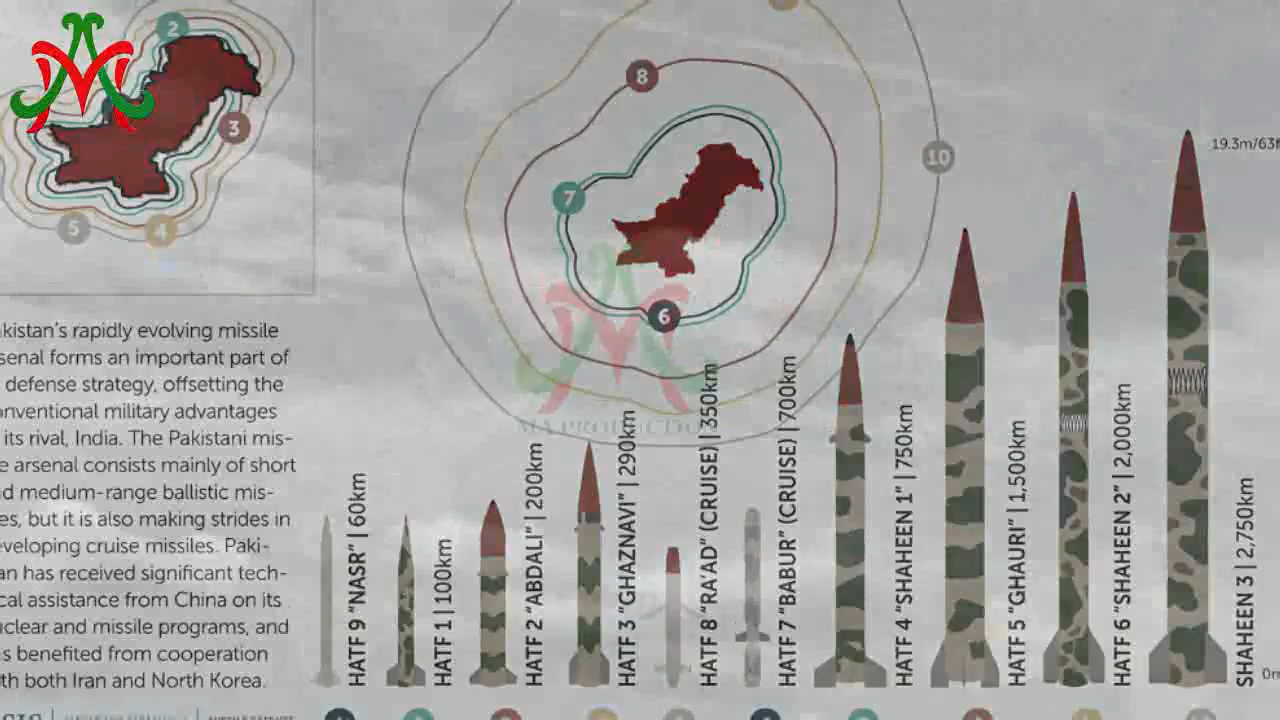 2
3
5
4
8
10
7
6
19.3m/63f
akistan's rapidly evolving missile
senal forms an important part of
defense strategy, offsetting the
onventional military advantages
its rival, India. The Pakistani mis-
e arsenal consists mainly of short
d medium-range ballistic mis-
es, but it is also making strides in
eveloping cruise missiles. Paki-
an has received significant tech-
cal assistance from China on its
uclear and missile programs, and
s benefited from cooperation
th both Iran and North Korea.
MA PRODUCTION
HATF 9 "NASR" | 60km
HATF 1 | 100km
HATF 2 "ABDALI" | 200km
HATF 3 "GHAZNAVI" | 290km
HATF 8 "RA'AD" (CRUISE) | 350km
HATF 7 "BABUR" (CRUISE) | 700km
HATF 4 "SHAHEEN 1" | 750km
HATF 5 "GHAURI" | 1,500km
HATF 6 "SHAHEEN 2" | 2,000km
SHAHEEN 3 | 2,750km